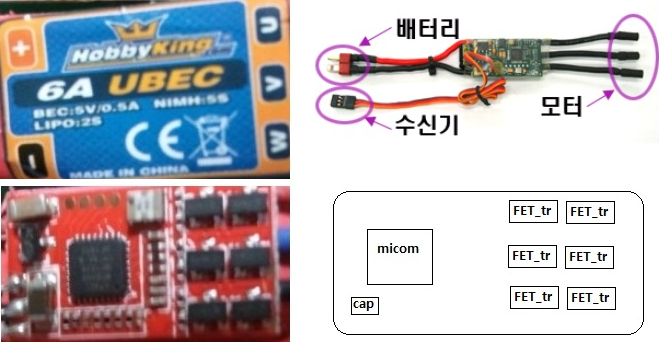 HobbyKing
6A UBEC
BEC:5V/0.5A NIMH:5S
LIPO:2S
MADE IN CHINA
+
-
U
V
W
배터리
수신기
모터
micom
cap
FET_tr FET_tr
FET_tr FET_tr
FET_tr FET_tr